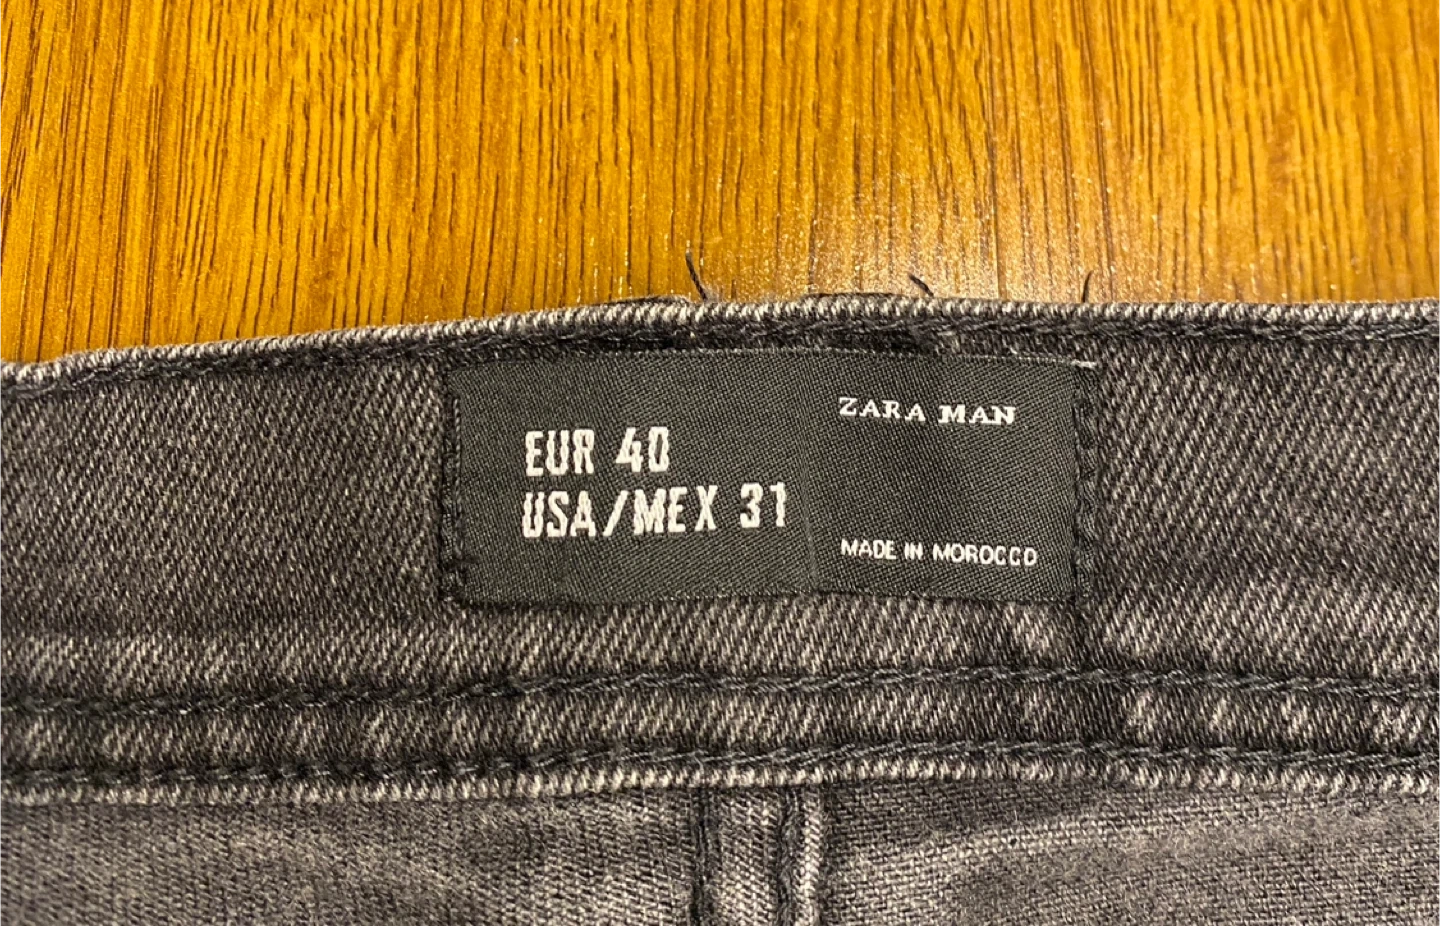 EUR 40
USA/MEX 31
ZARA MAN
MADE IN MOROCCO